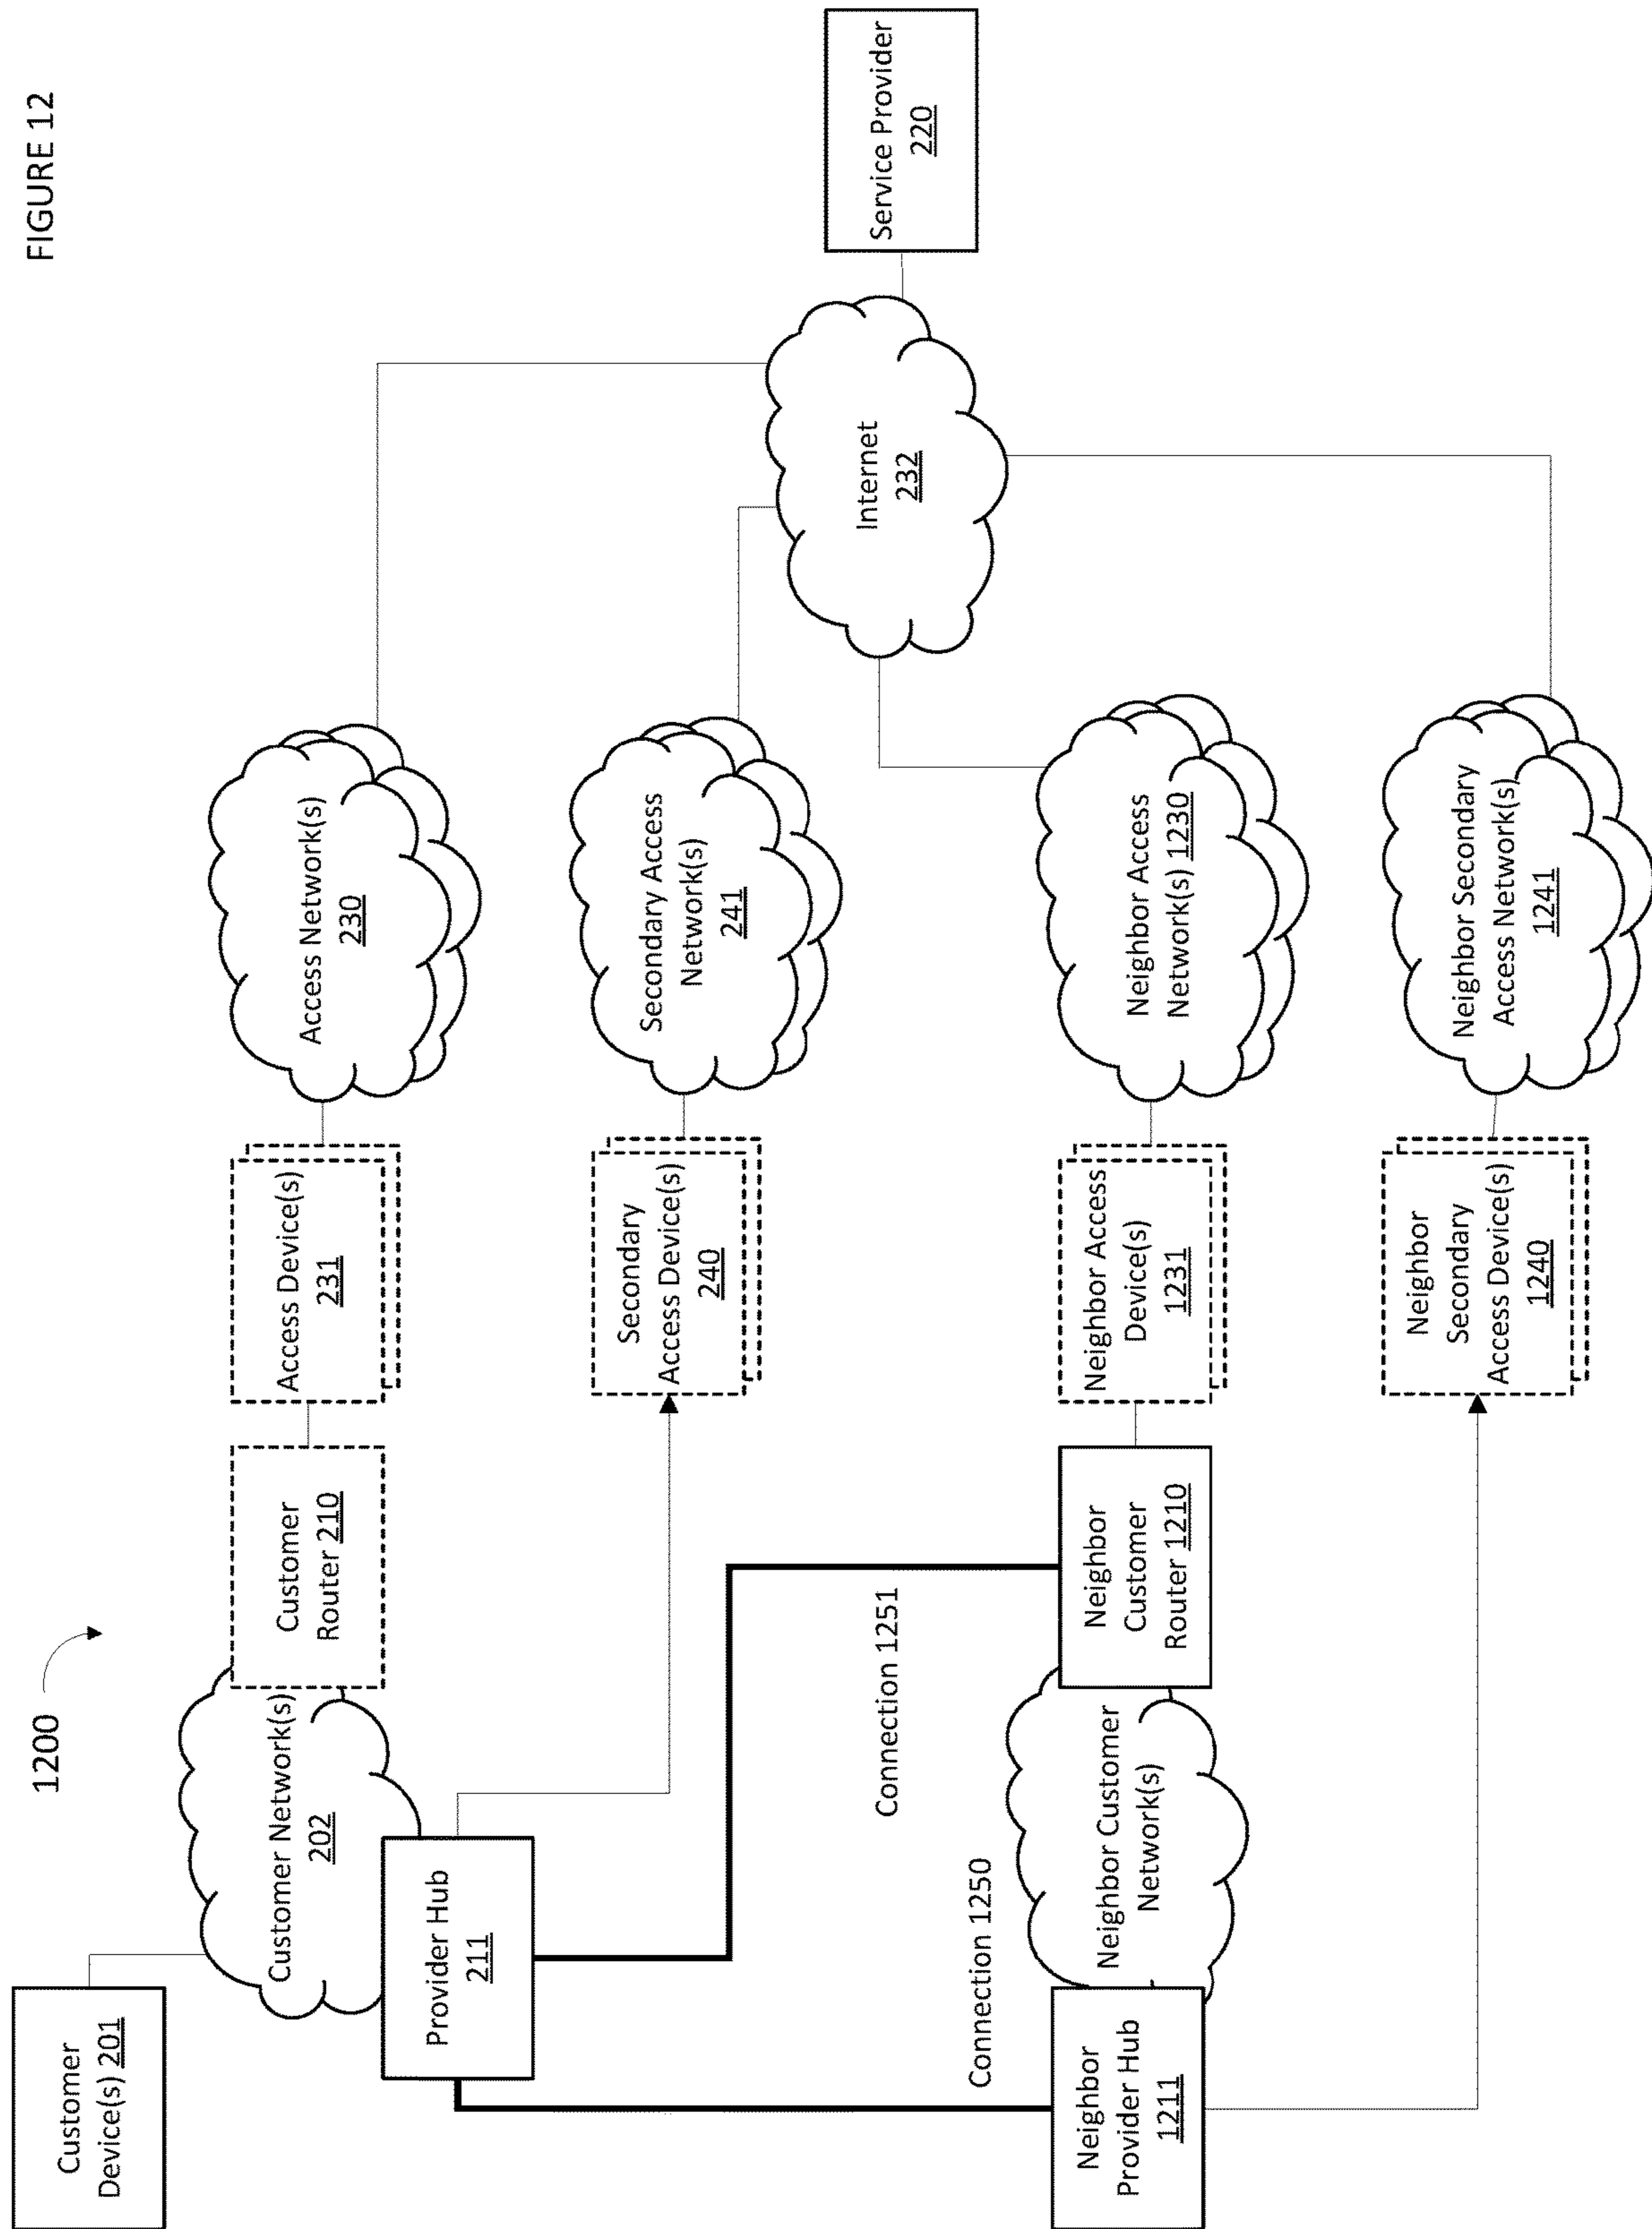 FIGURE 12
1200
Customer
Device(s) 201
Customer Network(s)
202
Customer
Router 210
Access Device(s)
231
Access Network(s)
230
Provider Hub
211
Secondary
Access Device(s)
240
Secondary Access
Network(s)
241
Internet
232
Service Provider
220
Connection 1250
Connection 1251
Neighbor
Provider Hub
1211
Neighbor Customer
Network(s)
Neighbor
Customer
Router 1210
Neighbor Access
Device(s)
1231
Neighbor Access
Network(s) 1230
Neighbor
Secondary
Access Device(s)
1240
Neighbor Secondary
Access Network(s)
1241